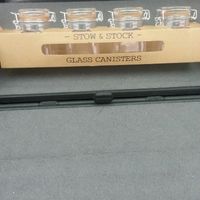 - STOW & STOCK -
GLASS CANISTERS